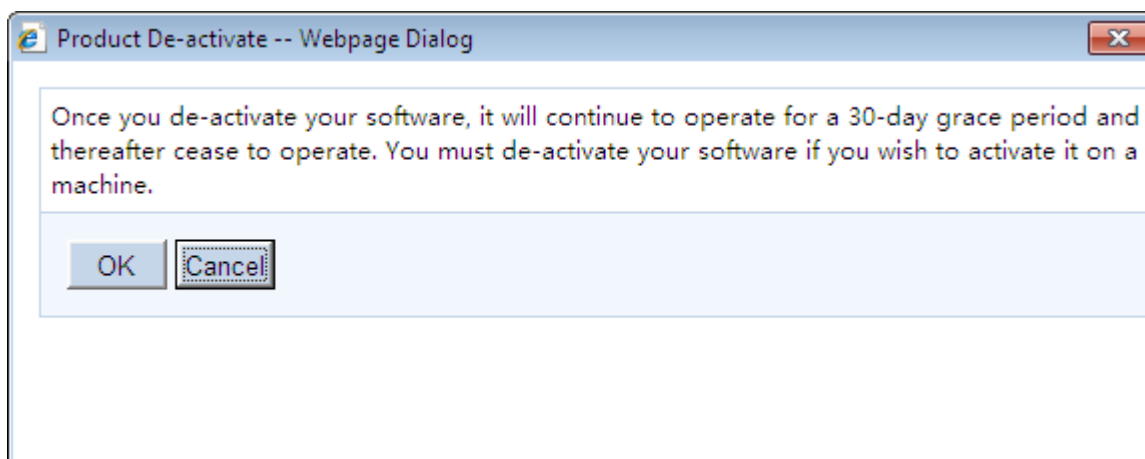 Product De-activate -- Webpage Dialog
Once you de-activate your software, it will continue to operate for a 30-day grace period and
thereafter cease to operate. You must de-activate your software if you wish to activate it on a
machine.
OK Cancel